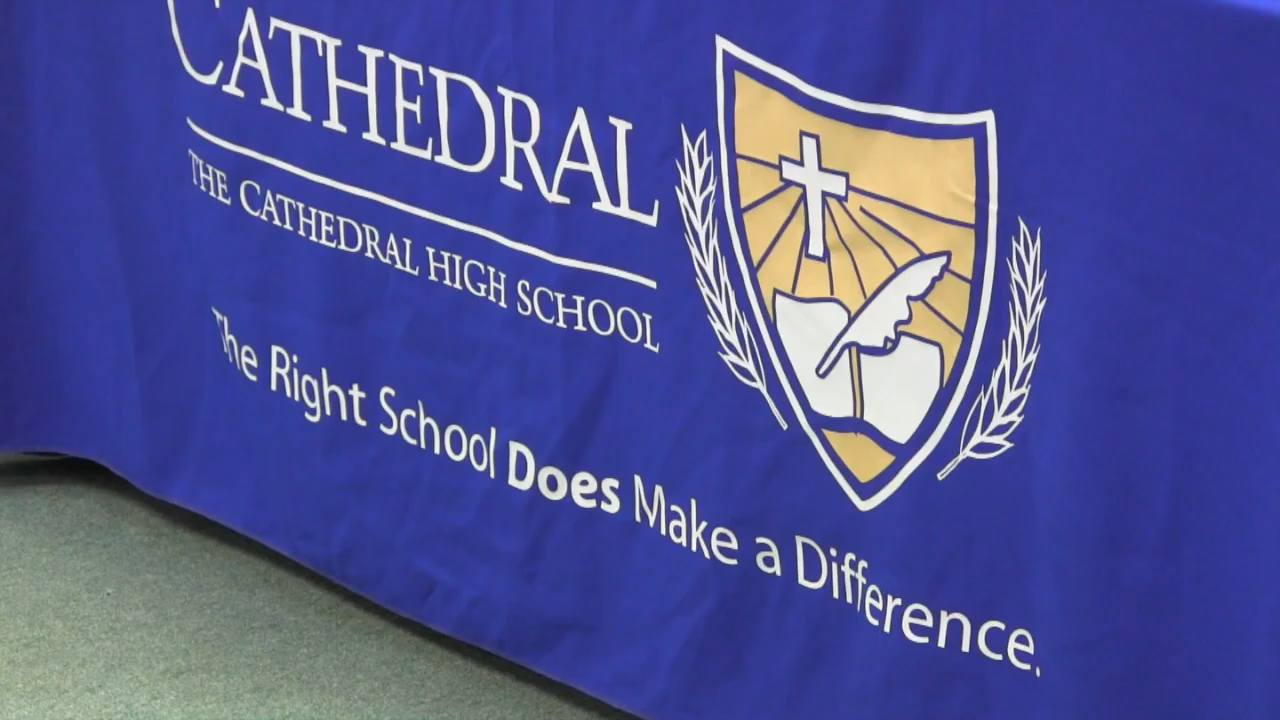 CATHEDRAL
THE CATHEDRAL HIGH SCHOOL
The Right School Does Make a Difference.